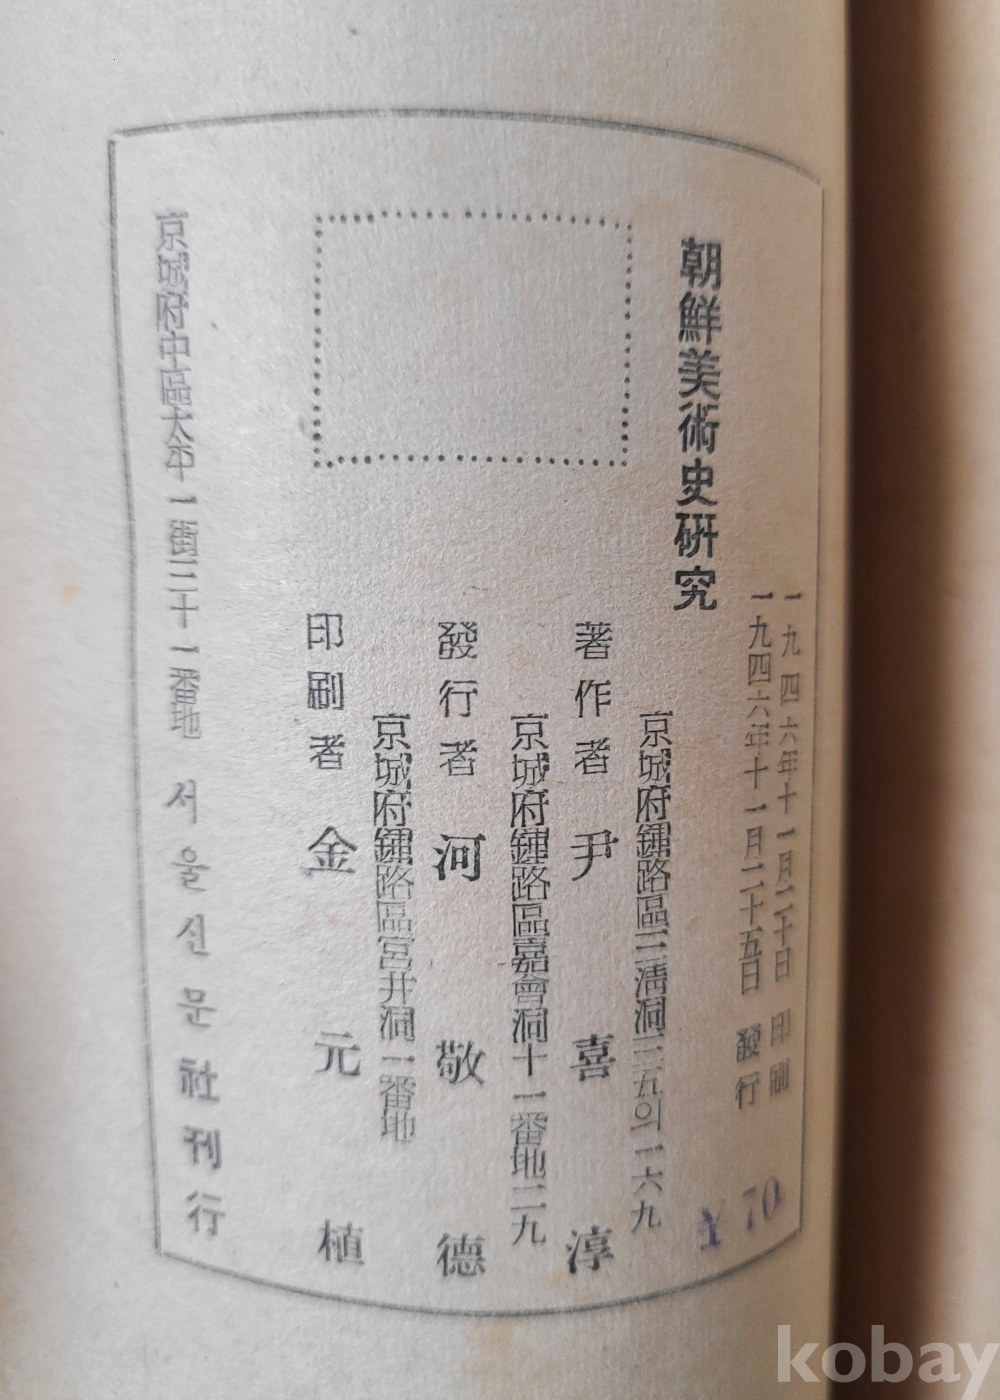 一九四六年十一月二十日 印刷
一九四六年十一月二十五日 發行
¥70
朝鮮美術史硏究
京城府鍾路區三淸洞三五의一六九
著作者 尹喜淳
京城府鍾路區嘉會洞十一番地二九
發行者 河敬德
京城府鍾路區宮井洞一番地
印刷者 金元植
京城府中區太平一街三十一番地 서울신문社刊行
kobay